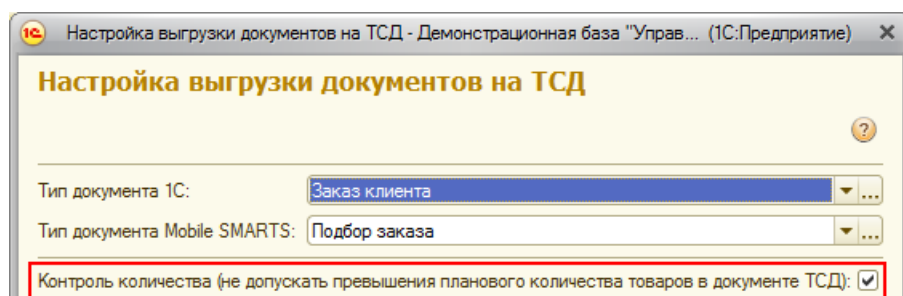 Настройка выгрузки документов на ТСД - Демонстрационная база "Управ... (1С:Предприятие)
Настройка выгрузки документов на ТСД
?
Тип документа 1С: Заказ клиента ...
Тип документа Mobile SMARTS: Подбор заказа ...
Контроль количества (не допускать превышения планового количества товаров в документе ТСД):